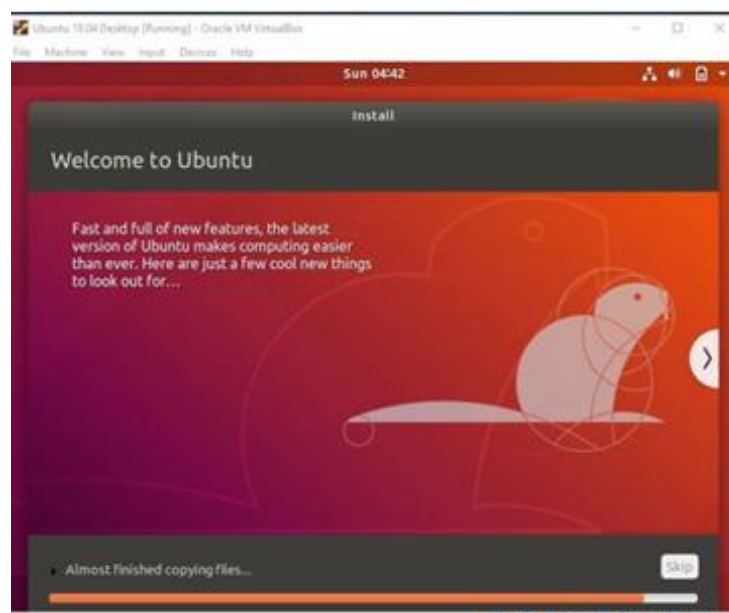 Ubuntu 18.04 Desktop [Running] - Oracle VM VirtualBox
File Machine View Input Devices Help
Sun 04:42
Install
Welcome to Ubuntu
Fast and full of new features, the latest
version of Ubuntu makes computing easier
than ever. Here are just a few cool new things
to look out for...
Almost finished copying files...
Skip